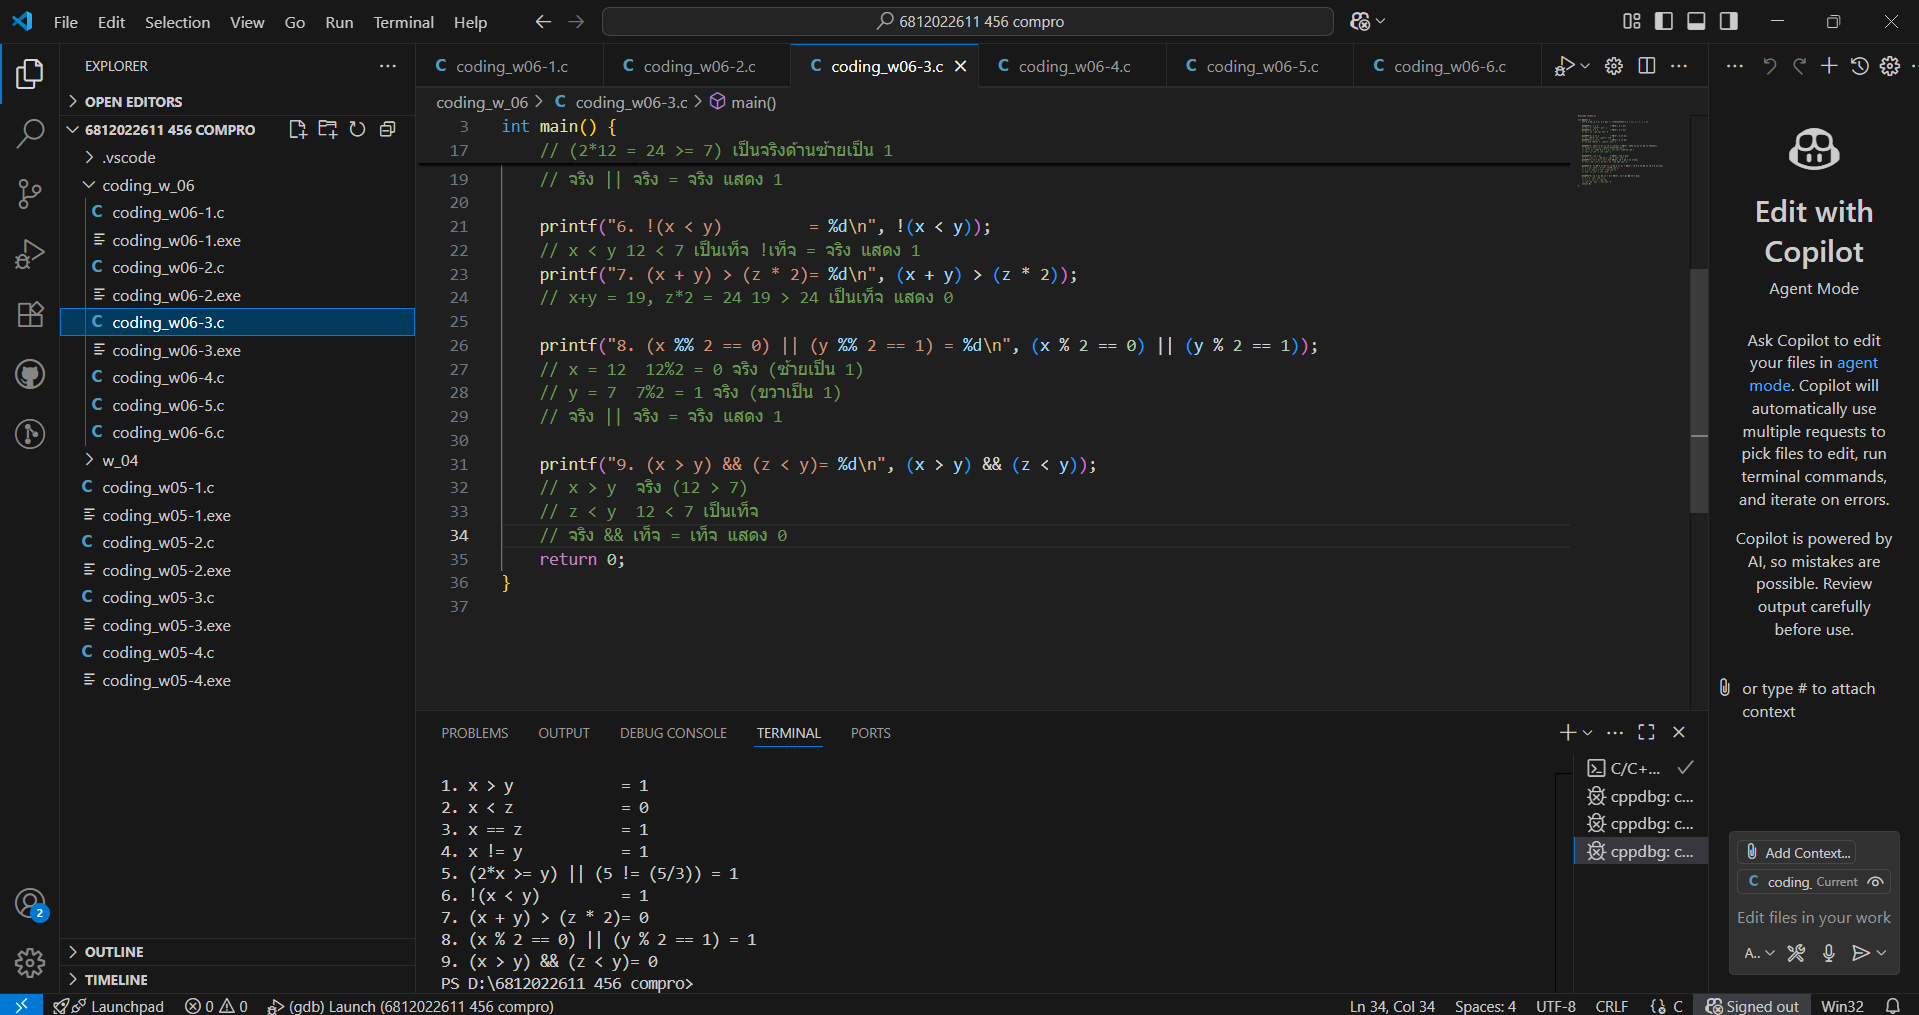 File Edit Selection View Go Run Terminal Help
6812022611 456 compro
EXPLORER
OPEN EDITORS
6812022611 456 COMPRO
.vscode
coding_w_06
C coding_w06-1.c
coding_w06-1.exe
C coding_w06-2.c
coding_w06-2.exe
C coding_w06-3.c
coding_w06-3.exe
C coding_w06-4.c
C coding_w06-5.c
C coding_w06-6.c
w_04
C coding_w05-1.c
coding_w05-1.exe
C coding_w05-2.c
coding_w05-2.exe
C coding_w05-3.c
coding_w05-3.exe
C coding_w05-4.c
coding_w05-4.exe
OUTLINE
TIMELINE
2
C coding_w06-1.c C coding_w06-2.c C coding_w06-3.c C coding_w06-4.c C coding_w06-5.c C coding_w06-6.c
coding_w_06 > C coding_w06-3.c > main()
3 int main() {
17 // (2*12 = 24 >= 7) เป็นจริงด้านซ้ายเป็น 1
19 // จริง || จริง = จริง แสดง 1
20
21 printf("6. !(x < y)         = %d\n", !(x < y));
22 // x < y 12 < 7 เป็นเท็จ !เท็จ = จริง แสดง 1
23 printf("7. (x + y) > (z * 2)= %d\n", (x + y) > (z * 2));
24 // x+y = 19, z*2 = 24 19 > 24 เป็นเท็จ แสดง 0
25
26 printf("8. (x %% 2 == 0) || (y %% 2 == 1) = %d\n", (x % 2 == 0) || (y % 2 == 1));
27 // x = 12  12%2 = 0 จริง (ซ้ายเป็น 1)
28 // y = 7  7%2 = 1 จริง (ขวาเป็น 1)
29 // จริง || จริง = จริง แสดง 1
30
31 printf("9. (x > y) && (z < y)= %d\n", (x > y) && (z < y));
32 // x > y  จริง (12 > 7)
33 // z < y  12 < 7 เป็นเท็จ
34 // จริง && เท็จ = เท็จ แสดง 0
35 return 0;
36 }
37
PROBLEMS OUTPUT DEBUG CONSOLE TERMINAL PORTS
1. x > y            = 1
2. x < z            = 0
3. x == z           = 1
4. x != y           = 1
5. (2*x >= y) || (5 != (5/3)) = 1
6. !(x < y)         = 1
7. (x + y) > (z * 2)= 0
8. (x % 2 == 0) || (y % 2 == 1) = 1
9. (x > y) && (z < y)= 0
PS D:\6812022611 456 compro>
C/C+...
cppdbg: c...
cppdbg: c...
cppdbg: c...
Edit with
Copilot
Agent Mode
Ask Copilot to edit
your files in agent
mode. Copilot will
automatically use
multiple requests to
pick files to edit, run
terminal commands,
and iterate on errors.
Copilot is powered by
AI, so mistakes are
possible. Review
output carefully
before use.
or type # to attach
context
Add Context...
C coding_ Current
Edit files in your work
A..
Launchpad 0 0 (gdb) Launch (6812022611 456 compro) Ln 34, Col 34 Spaces: 4 UTF-8 CRLF {} C Signed out Win32